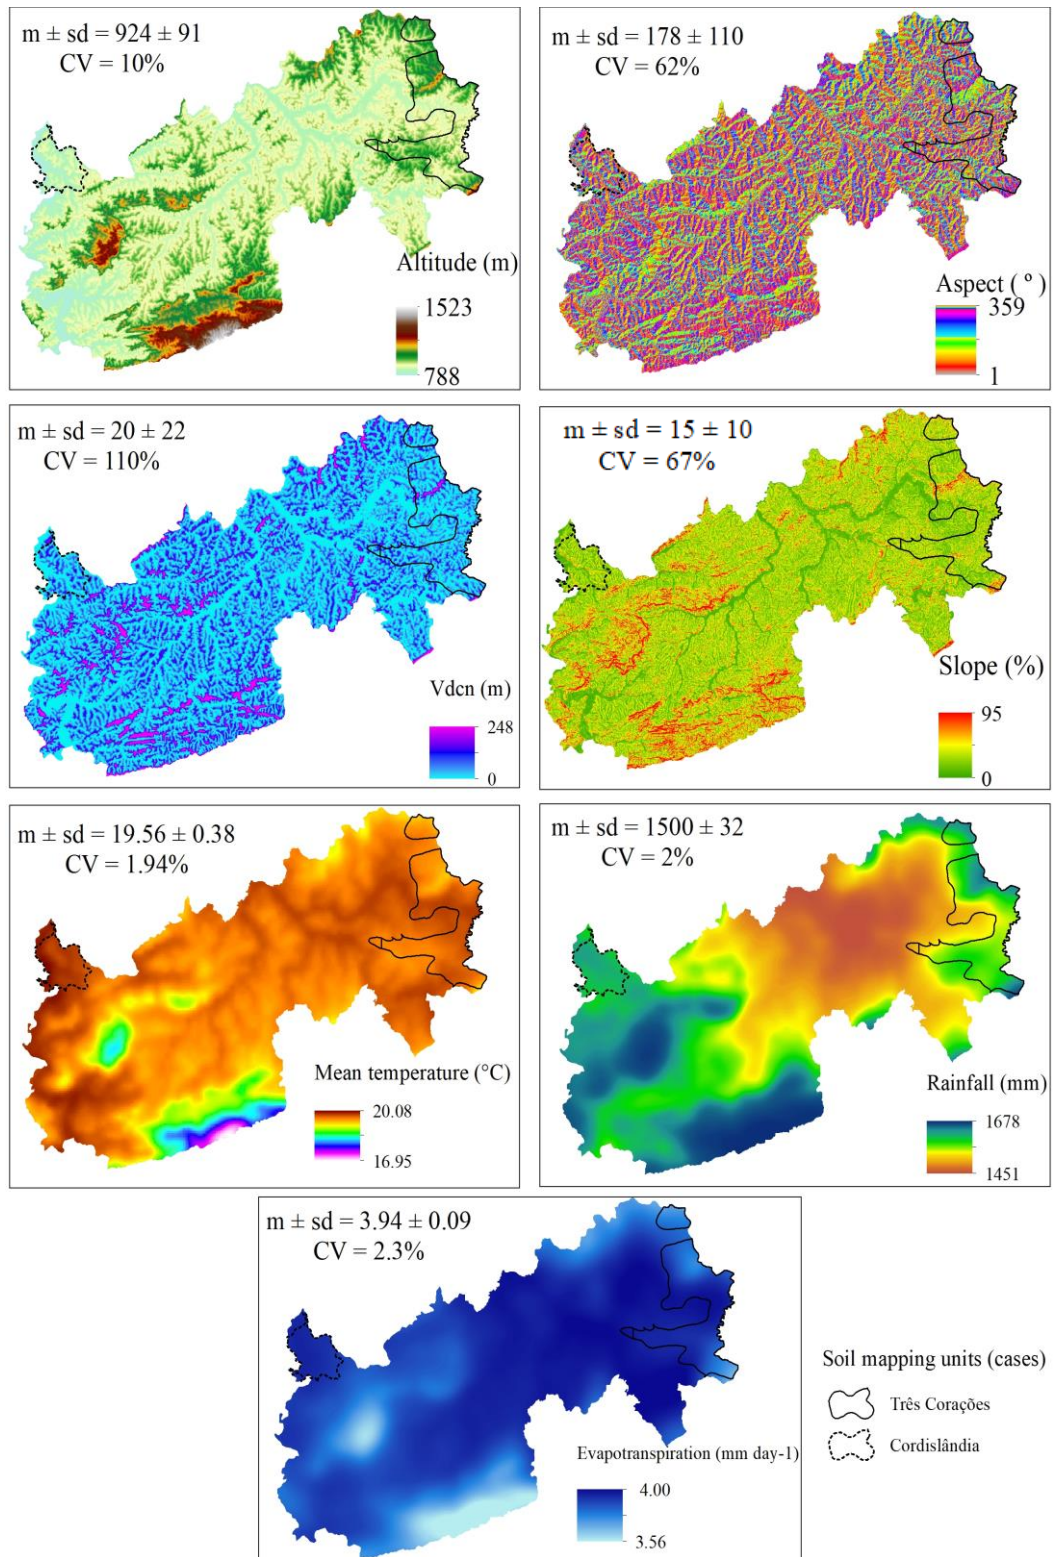 m ± sd = 924 ± 91
CV = 10%
Altitude (m)
1523
788
m ± sd = 178 ± 110
CV = 62%
Aspect ( º )
359
1
m ± sd = 20 ± 22
CV = 110%
Vdcn (m)
248
0
m ± sd = 15 ± 10
CV = 67%
Slope (%)
95
0
m ± sd = 19.56 ± 0.38
CV = 1.94%
Mean temperature (°C)
20.08
16.95
m ± sd = 1500 ± 32
CV = 2%
Rainfall (mm)
1678
1451
m ± sd = 3.94 ± 0.09
CV = 2.3%
Evapotranspiration (mm day-1)
4.00
3.56
Soil mapping units (cases)
Três Corações
Cordislândia